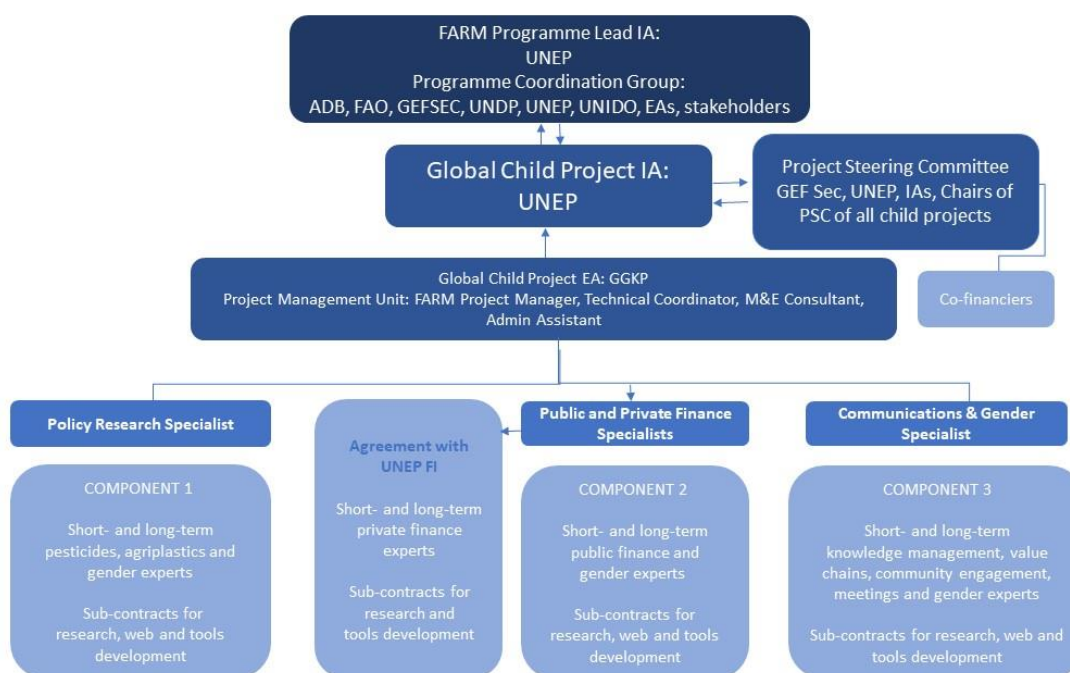 FARM Programme Lead IA:
UNEP
Programme Coordination Group:
ADB, FAO, GEFSEC, UNDP, UNEP, UNIDO, EAs, stakeholders
Global Child Project IA:
UNEP
Project Steering Committee
GEF Sec, UNEP, IAs, Chairs of
PSC of all child projects
Global Child Project EA: GGKP
Project Management Unit: FARM Project Manager, Technical Coordinator, M&E Consultant,
Admin Assistant
Co-financiers
Policy Research Specialist
COMPONENT 1
Short- and long-term
pesticides, agriplastics and
gender experts
Sub-contracts for
research, web and tools
development
Agreement with
UNEP FI
Short- and long-term
private finance
experts
Sub-contracts for
research and
tools development
Public and Private Finance
Specialists
COMPONENT 2
Short- and long-term
public finance and
gender experts
Sub-contracts for
research, web and tools
development
Communications & Gender
Specialist
COMPONENT 3
Short- and long-term
knowledge management, value
chains, community engagement,
meetings and gender experts
Sub-contracts for research, web and
tools development